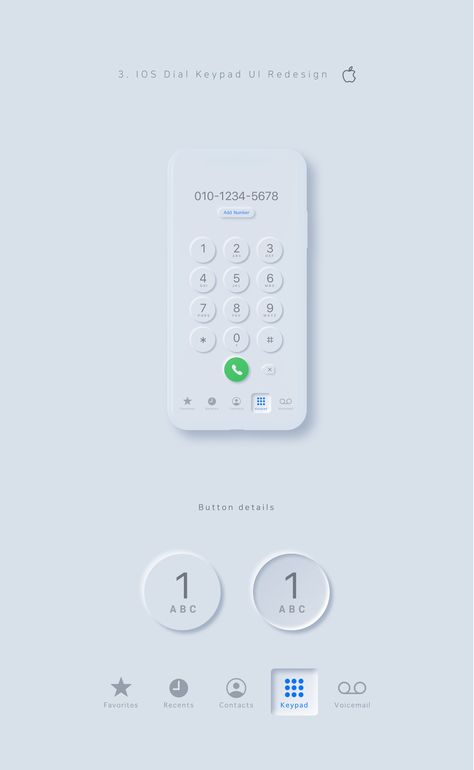 3. IOS Dial Keypad UI Redesign
010-1234-5678
Add Number
1 2 3
ABC DEF
4 5 6
GHI JKL MNO
7 8 9
PQRS TUV WXYZ
* 0 #
+
Favorites Recents Contacts Keypad Voicemail
Button details
1 1
ABC ABC
Favorites Recents Contacts Keypad Voicemail